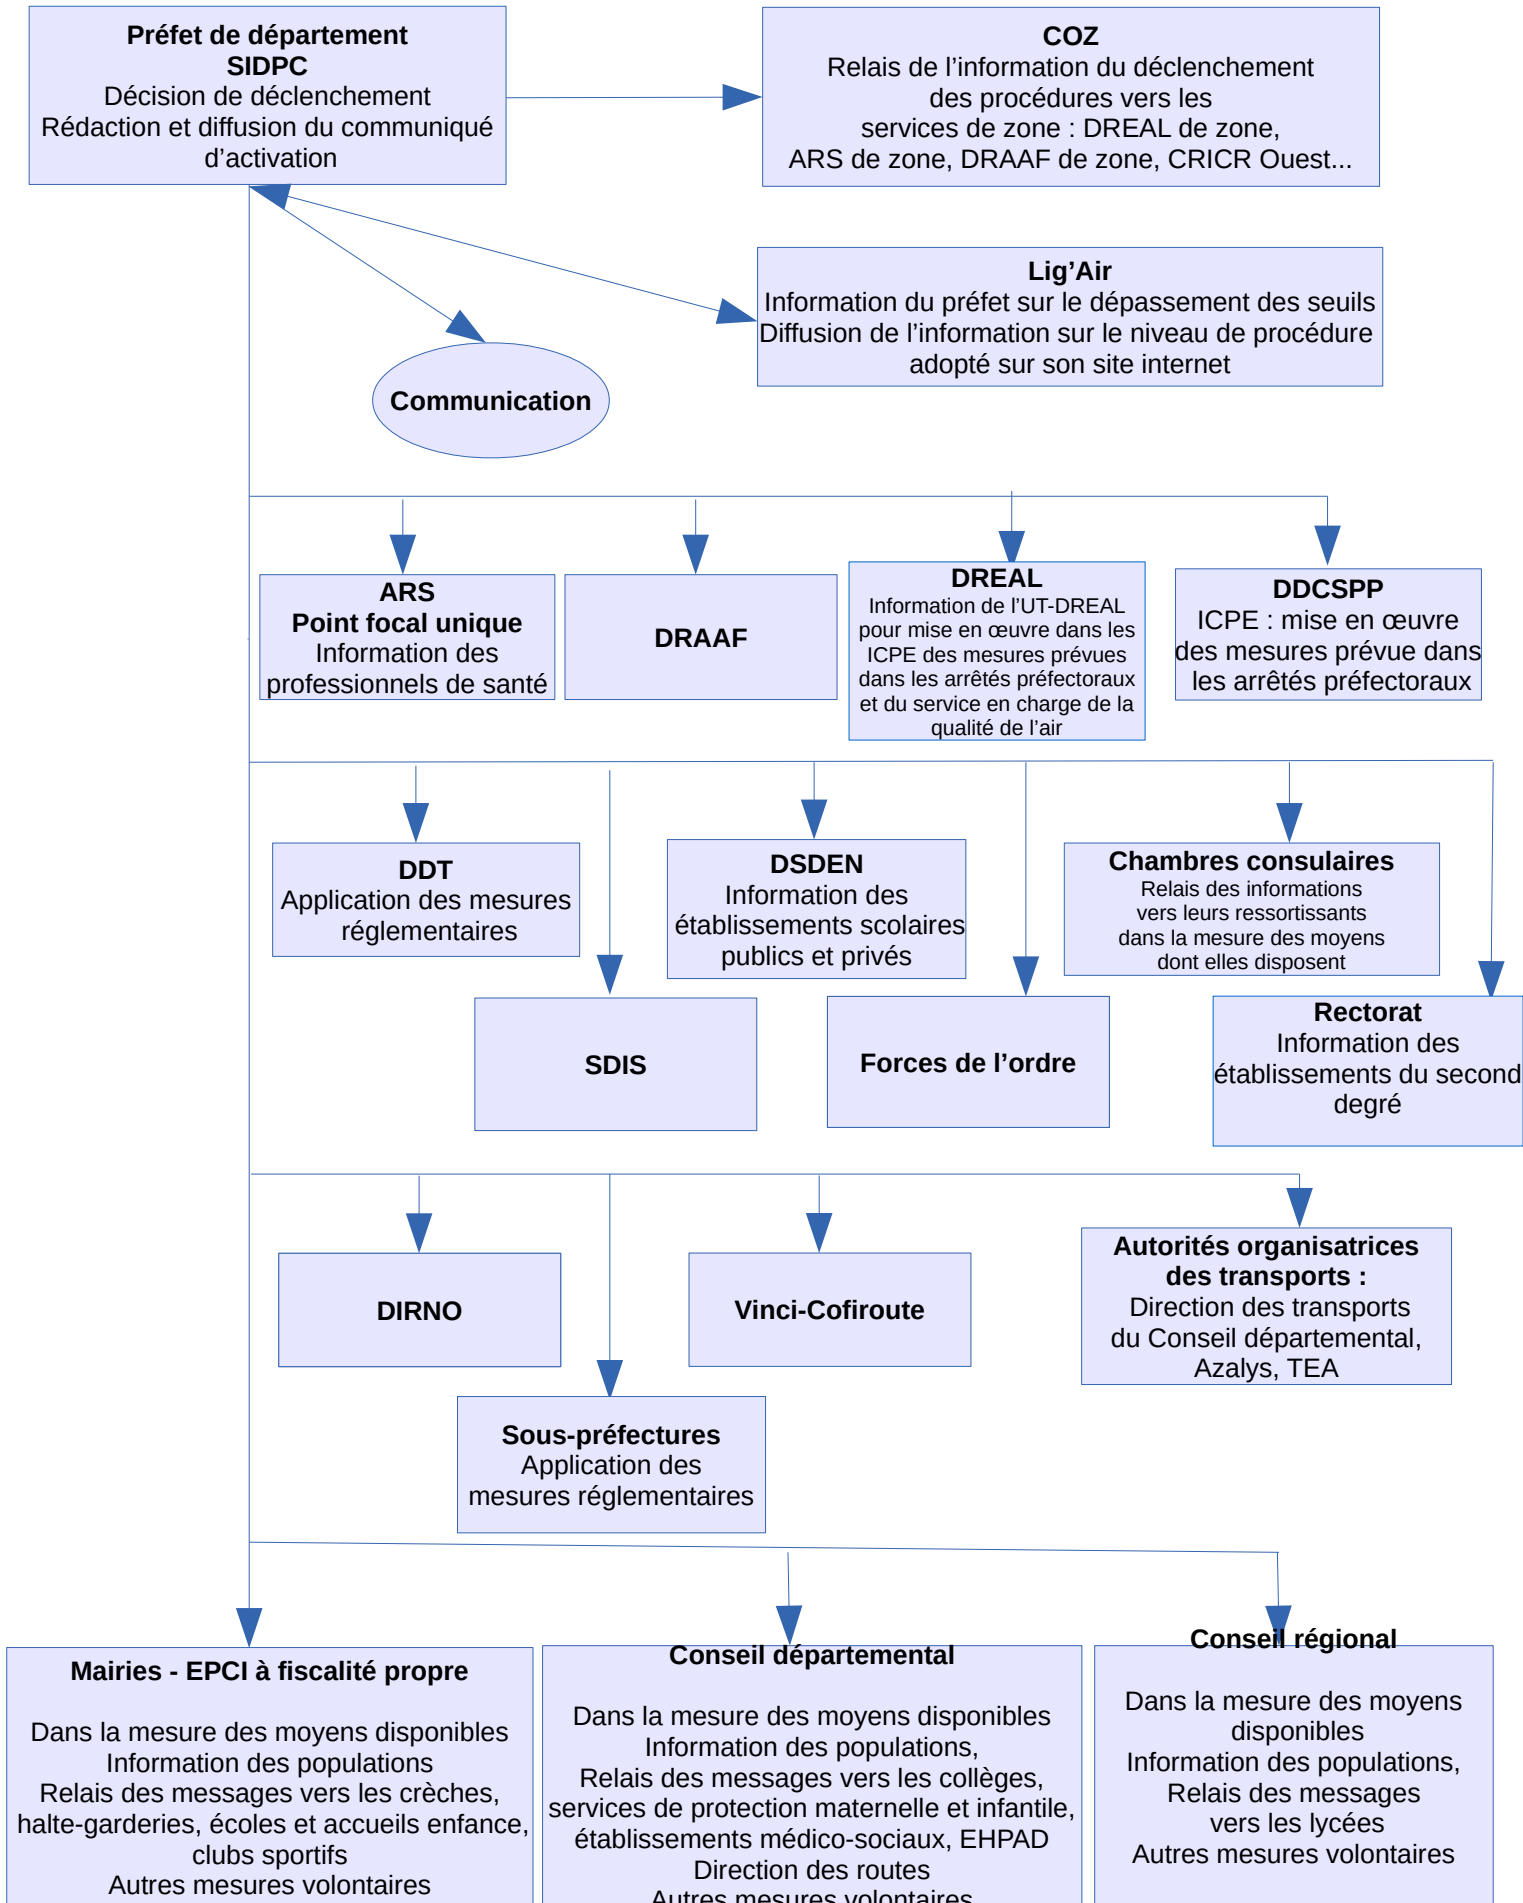 Préfet de département
SIDPC
Décision de déclenchement
Rédaction et diffusion du communiqué
d’activation
COZ
Relais de l’information du déclenchement
des procédures vers les
services de zone : DREAL de zone,
ARS de zone, DRAAF de zone, CRICR Ouest...
Lig’Air
Information du préfet sur le dépassement des seuils
Diffusion de l’information sur le niveau de procédure
adopté sur son site internet
Communication
ARS
Point focal unique
Information des
professionnels de santé
DRAAF
DREAL
Information de l’UT-DREAL
pour mise en œuvre dans les
ICPE des mesures prévues
dans les arrêtés préfectoraux
et du service en charge de la
qualité de l’air
DDCSPP
ICPE : mise en œuvre
des mesures prévue dans
les arrêtés préfectoraux
DDT
Application des mesures
réglementaires
DSDEN
Information des
établissements scolaires
publics et privés
Chambres consulaires
Relais des informations
vers leurs ressortissants
dans la mesure des moyens
dont elles disposent
SDIS
Forces de l’ordre
Rectorat
Information des
établissements du second
degré
DIRNO
Vinci-Cofiroute
Autorités organisatrices
des transports :
Direction des transports
du Conseil départemental,
Azalys, TEA
Sous-préfectures
Application des
mesures réglementaires
Mairies - EPCI à fiscalité propre
Dans la mesure des moyens disponibles
Information des populations
Relais des messages vers les crèches,
halte-garderies, écoles et accueils enfance,
clubs sportifs
Autres mesures volontaires
Conseil départemental
Dans la mesure des moyens disponibles
Information des populations,
Relais des messages vers les collèges,
services de protection maternelle et infantile,
établissements médico-sociaux, EHPAD
Direction des routes
Autres mesures volontaires
Conseil régional
Dans la mesure des moyens
disponibles
Information des populations,
Relais des messages
vers les lycées
Autres mesures volontaires